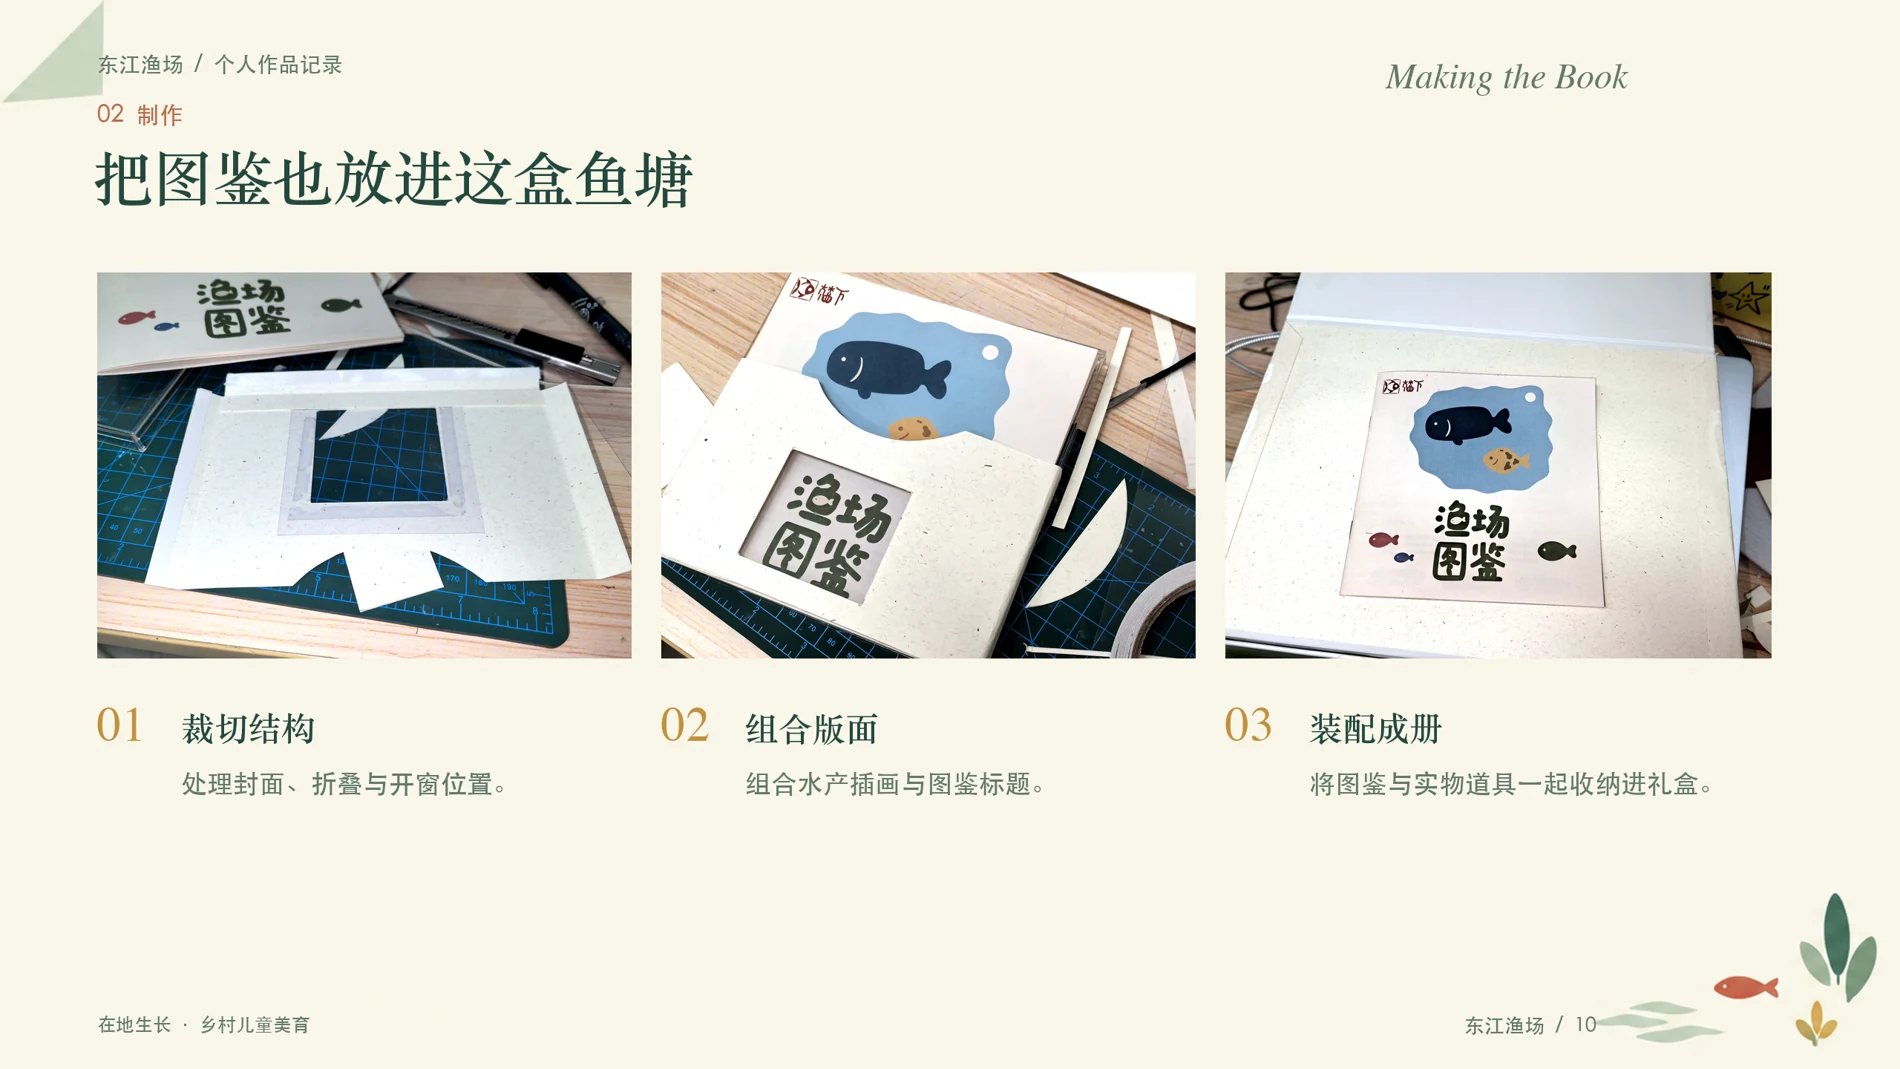 东江渔场 / 个人作品记录
Making the Book
02 制作
把图鉴也放进这盒鱼塘
渔场
图鉴
渔场
图鉴
渔场
图鉴
01 裁切结构
处理封面、折叠与开窗位置。
02 组合版面
组合水产插画与图鉴标题。
03 装配成册
将图鉴与实物道具一起收纳进礼盒。
在地生长 · 乡村儿童美育
东江渔场 / 10